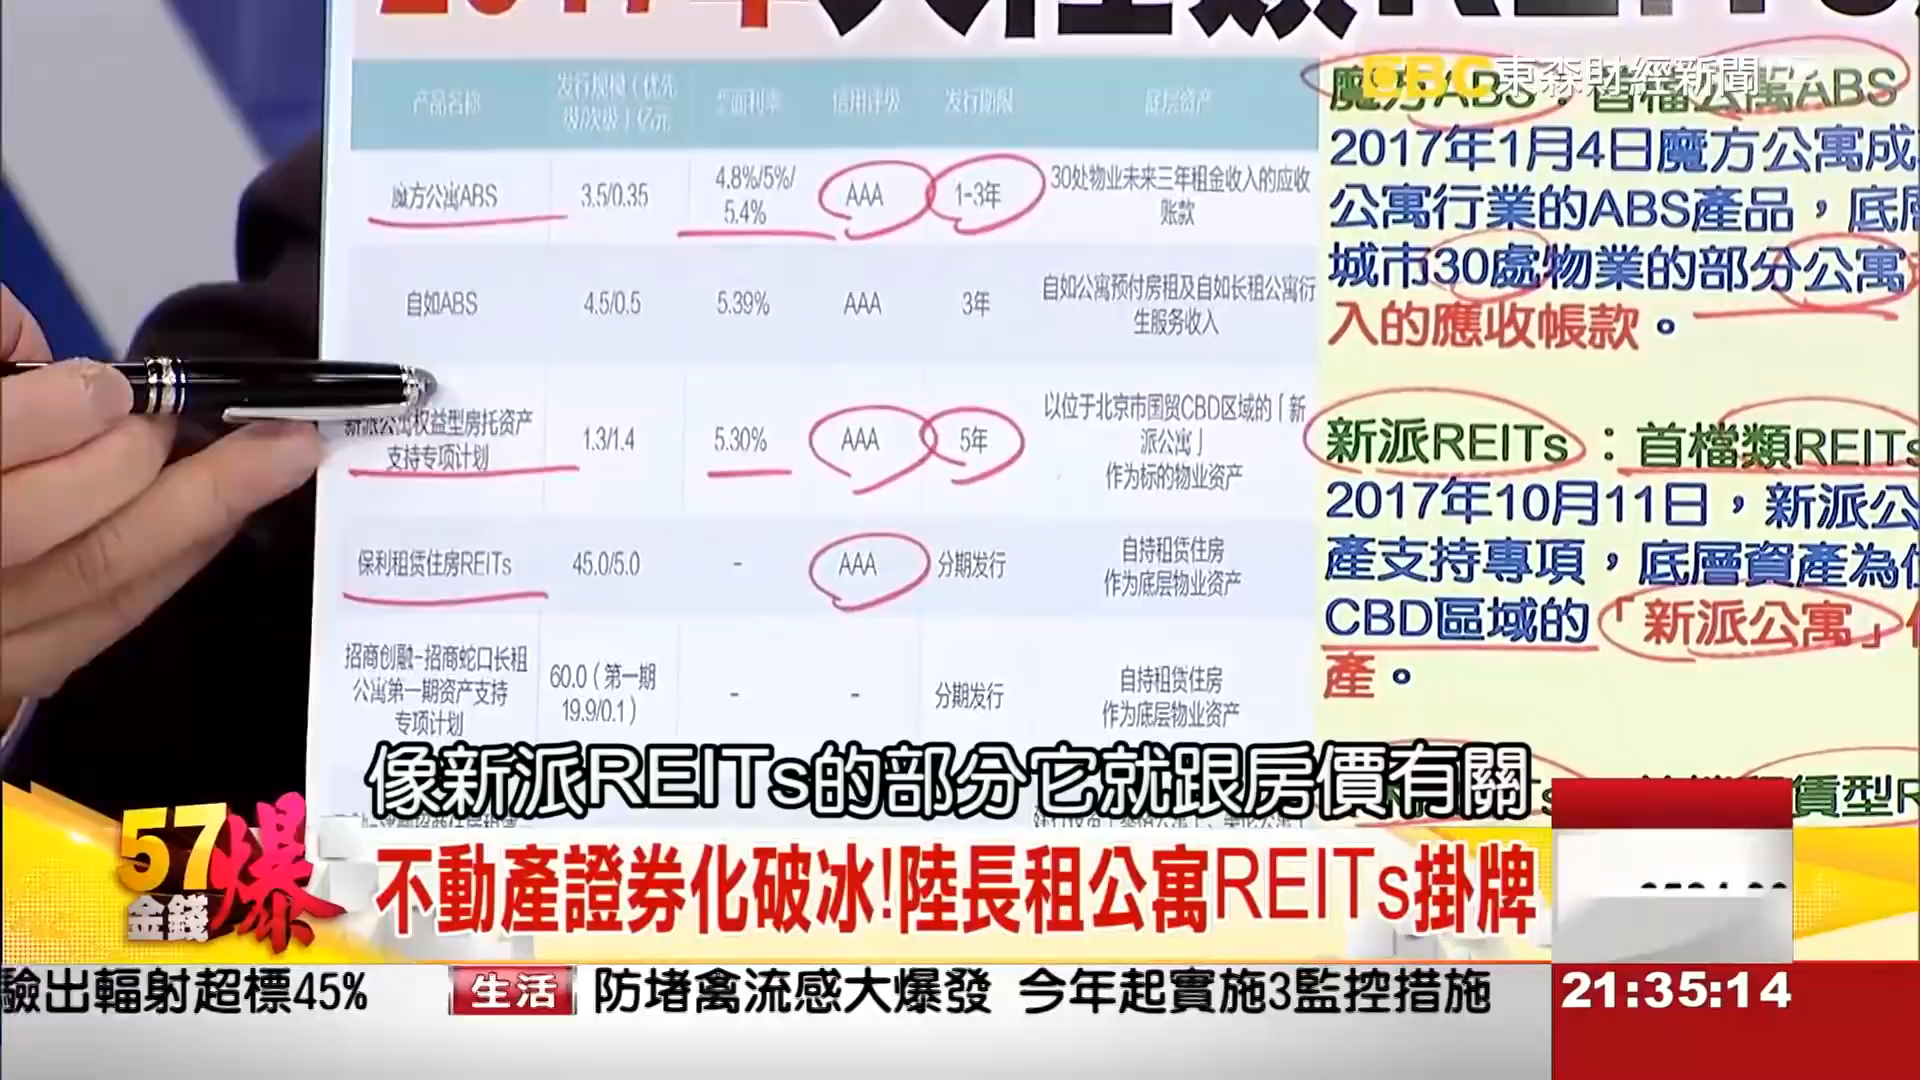 2017年大陸類REITs
EBC 東森財經新聞
产品名称
发行规模（优先
级/次级）亿元
票面利率
信用评级
发行期限
底层资产
魔方公寓ABS
3.5/0.35
4.8%/5%/
5.4%
AAA
1-3年
30处物业未来三年租金收入的应收
账款
自如ABS
4.5/0.5
5.39%
AAA
3年
自如公寓预付房租及自如长租公寓衍
生服务收入
新派公寓权益型房托资产
支持专项计划
1.3/1.4
5.30%
AAA
5年
以位于北京市国贸CBD区域的「新
派公寓」
作为标的物业资产
保利租赁住房REITs
45.0/5.0
-
AAA
分期发行
自持租赁住房
作为底层物业资产
招商创融-招商蛇口长租
公寓第一期资产支持
专项计划
60.0（第一期
19.9/0.1）
-
-
分期发行
自持租赁住房
作为底层物业资产
魔方ABS：首檔公寓ABS
2017年1月4日魔方公寓成
公寓行業的ABS產品，底層
城市30處物業的部分公寓
入的應收帳款。
新派REITs：首檔類REITs
2017年10月11日，新派公
產支持專項，底層資產為位
CBD區域的「新派公寓」
產。
賃型R
像新派REITs的部分它就跟房價有關
57
金錢
爆
不動產證券化破冰!陸長租公寓REITs掛牌
驗出輻射超標45%
生活
防堵禽流感大爆發 今年起實施3監控措施
21:35:14